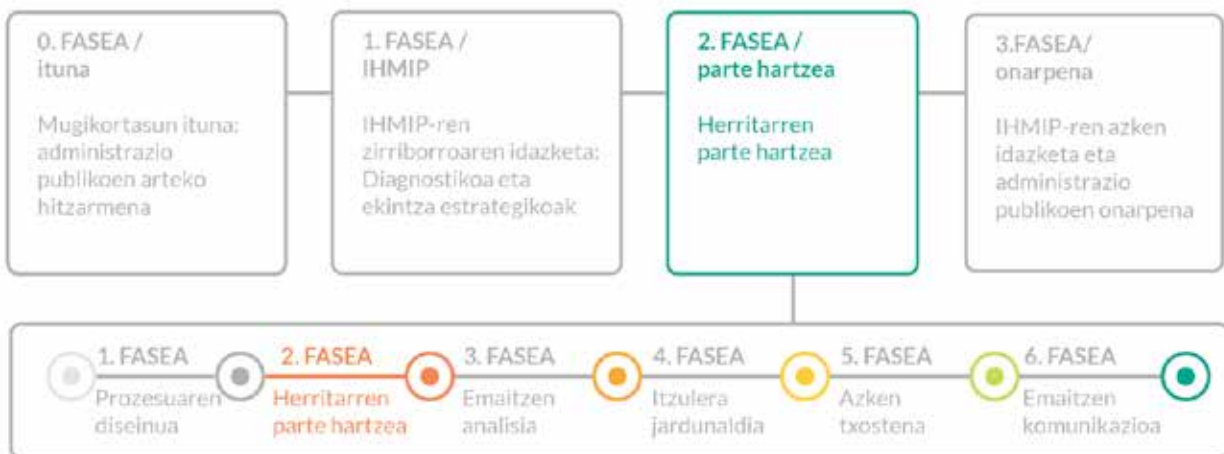 0. FASEA /
ituna
Mugikortasun ituna:
administrazio
publikoen arteko
hitzarmena
1. FASEA /
IHMIP
IHMIP-ren
zirriborroaren idazketa:
Diagnostikoa eta
ekintza estrategikoak
2. FASEA /
parte hartzea
Herritarren
parte hartzea
3.FASEA/
onarpena
IHMIP-ren azken
idazketa eta
administrazio
publikoen onarpena
1. FASEA
Prozesuaren
diseinua
2. FASEA
Herritarren
parte hartzea
3. FASEA
Emaitzen
analisia
4. FASEA
Itzulera
jardunaldia
5. FASEA
Azken
txostena
6. FASEA
Emaitzen
komunikazioa